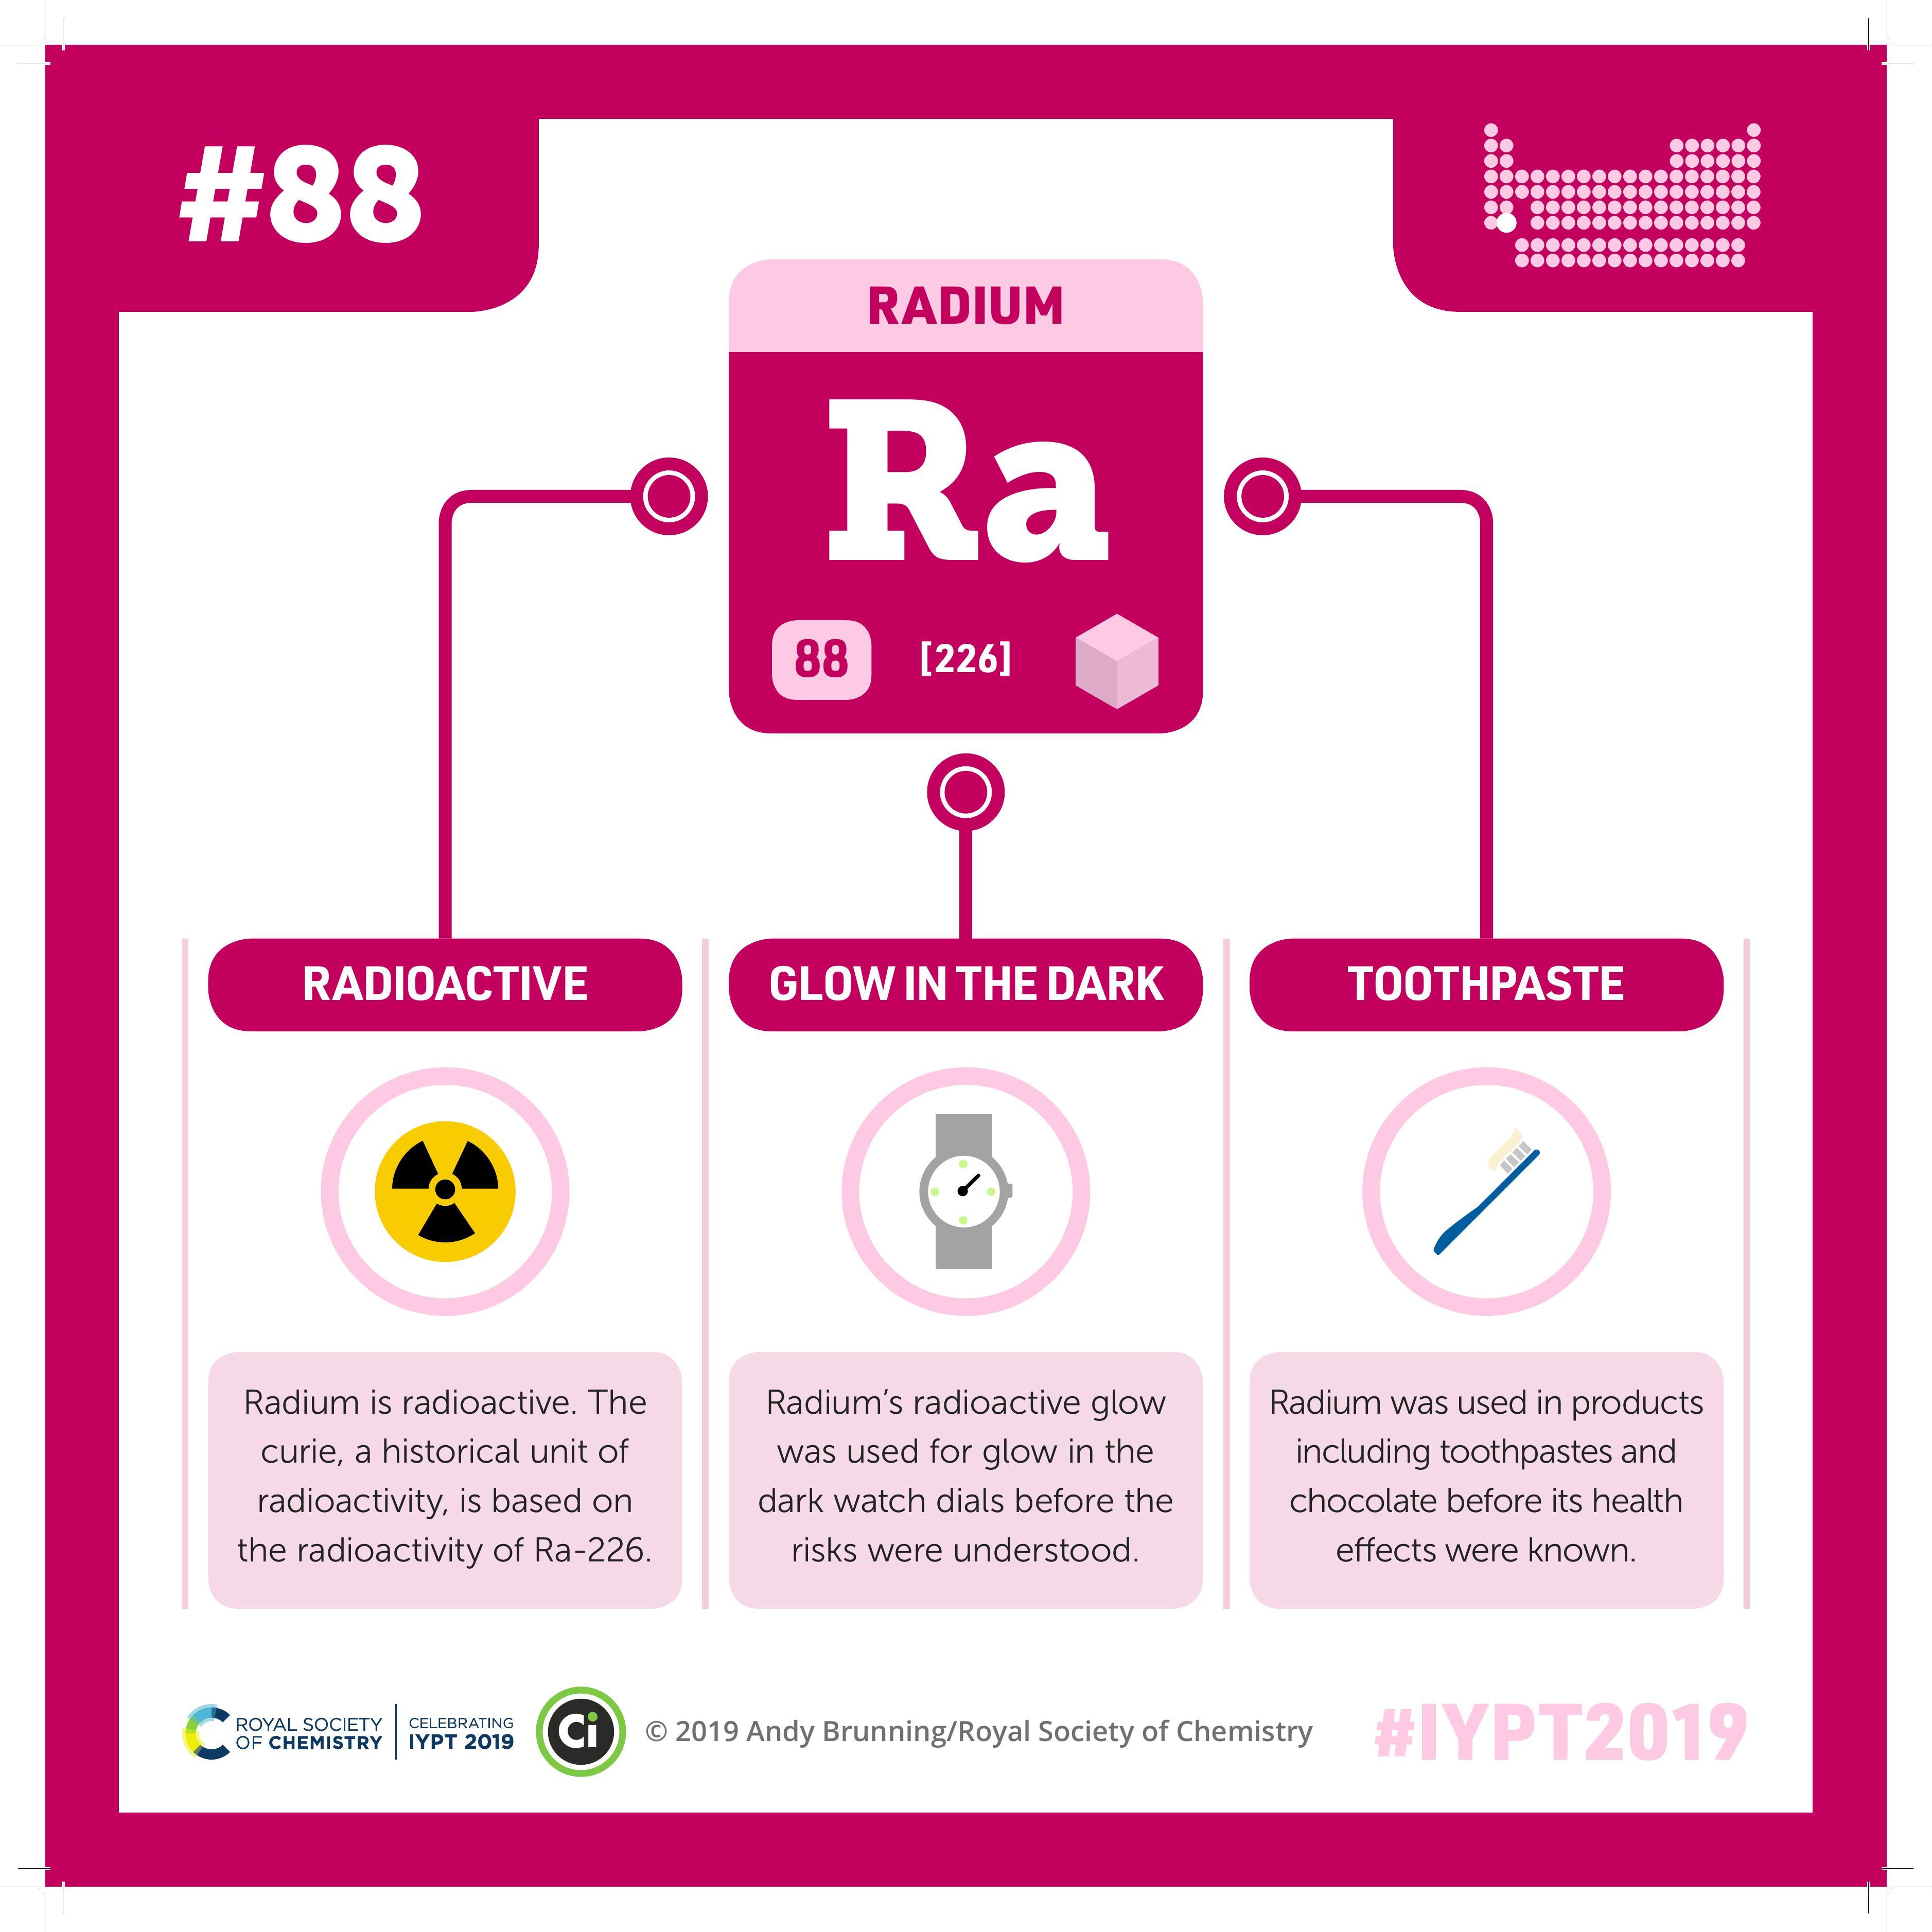 #88
RADIUM
Ra
88 [226]
RADIOACTIVE
GLOW IN THE DARK
TOOTHPASTE
Radium is radioactive. The
curie, a historical unit of
radioactivity, is based on
the radioactivity of Ra-226.
Radium’s radioactive glow
was used for glow in the
dark watch dials before the
risks were understood.
Radium was used in products
including toothpastes and
chocolate before its health
effects were known.
ROYAL SOCIETY
OF CHEMISTRY
CELEBRATING
IYPT 2019
Ci
© 2019 Andy Brunning/Royal Society of Chemistry
#IYPT2019